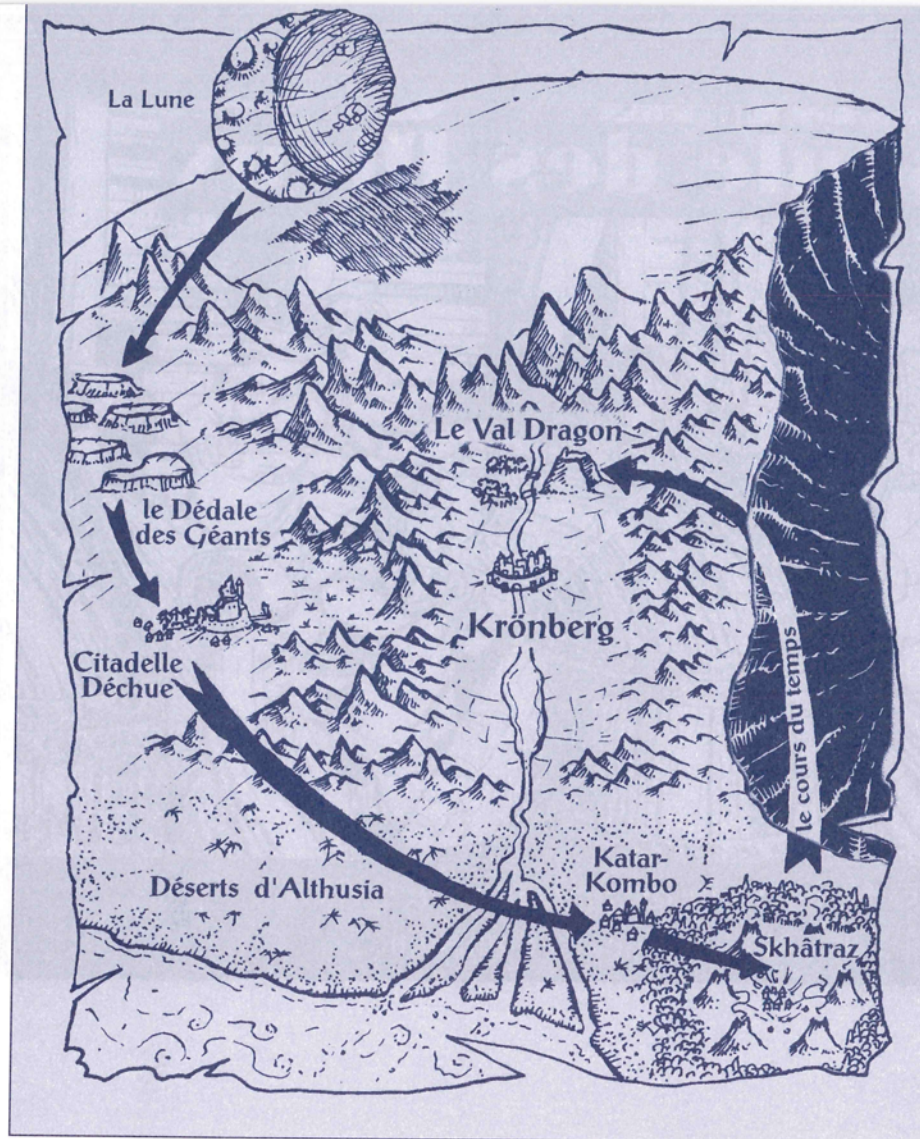 La Lune
Le Val Dragon
le Dédale
des Géants
Krönberg
Citadelle
Déchue
le cours du temps
Katar-
Kombo
Déserts d'Althusia
Skhâtraz